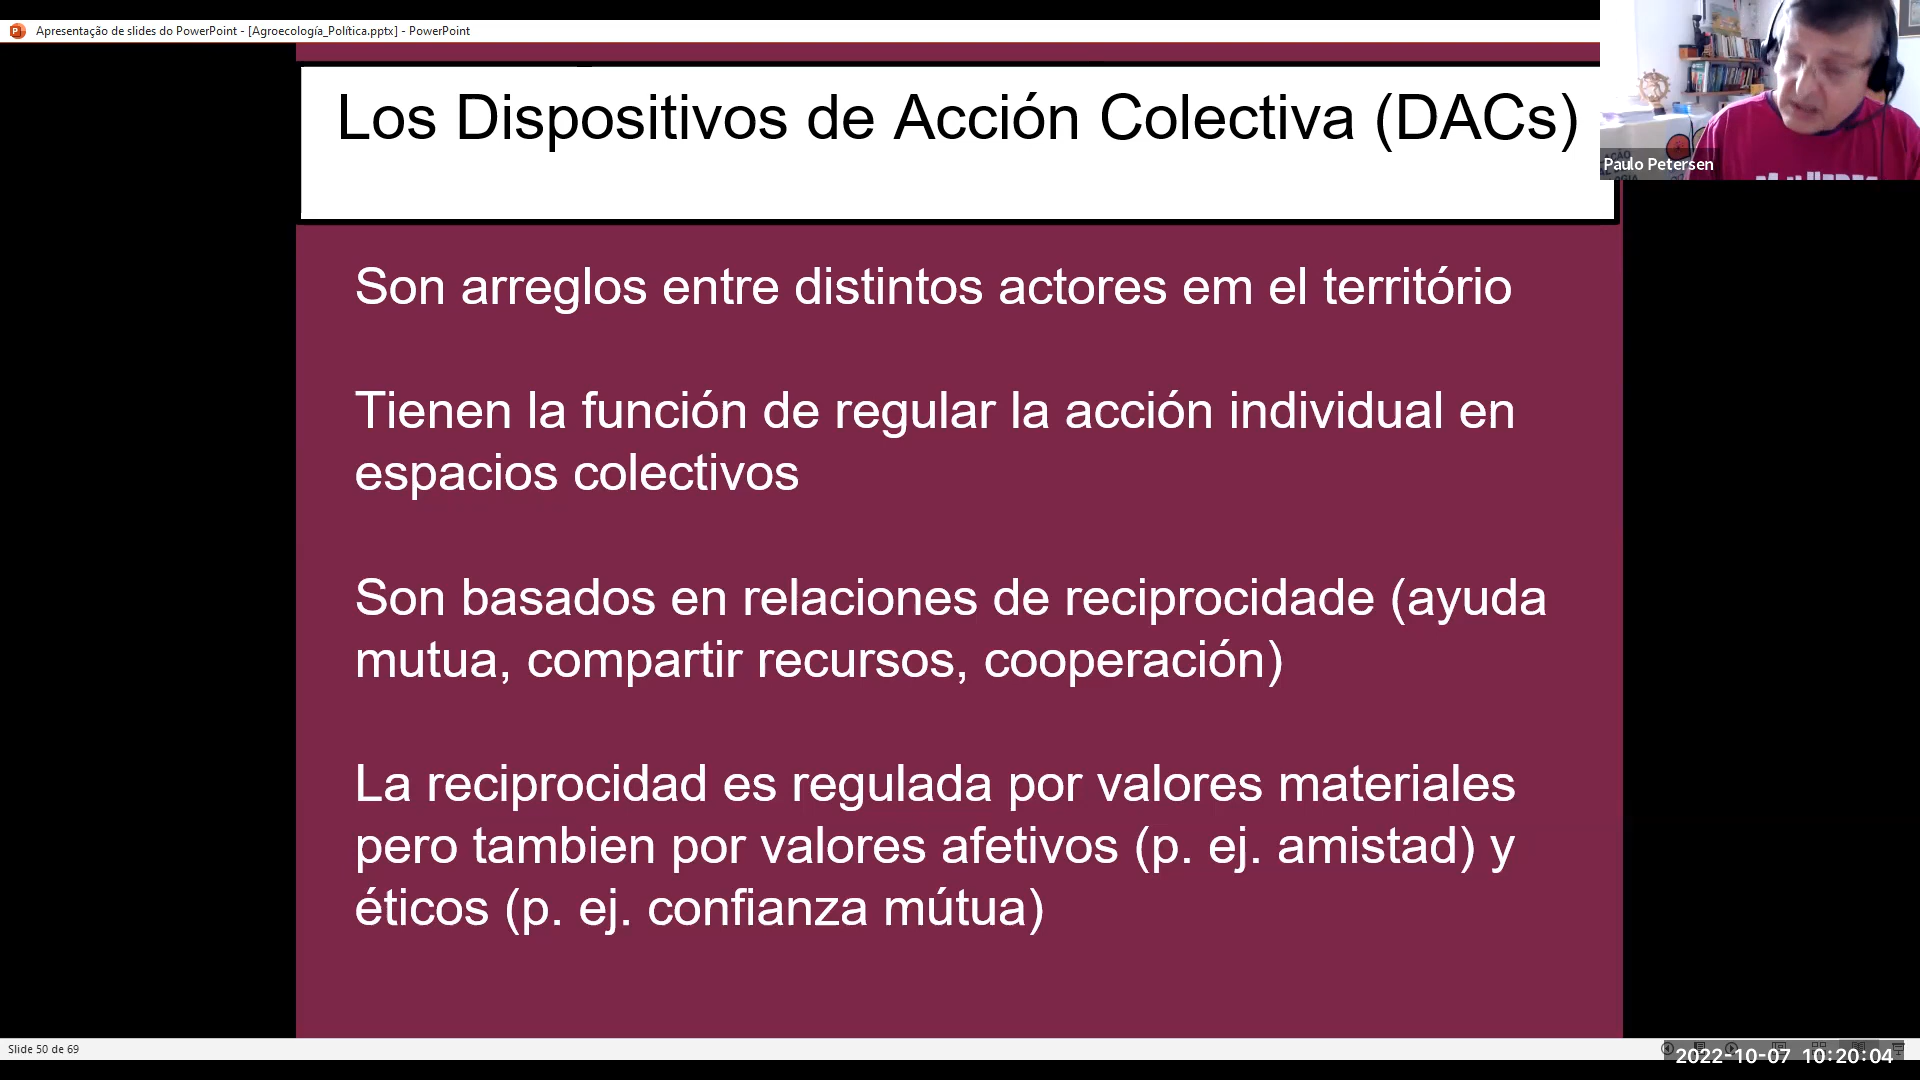 Apresentação de slides do PowerPoint - [Agroecología_Política.pptx] - PowerPoint
Los Dispositivos de Acción Colectiva (DACs)
Paulo Petersen
Son arreglos entre distintos actores em el território
Tienen la función de regular la acción individual en
espacios colectivos
Son basados en relaciones de reciprocidade (ayuda
mutua, compartir recursos, cooperación)
La reciprocidad es regulada por valores materiales
pero tambien por valores afetivos (p. ej. amistad) y
éticos (p. ej. confianza mútua)
Slide 50 de 69
2022-10-07 10:20:04